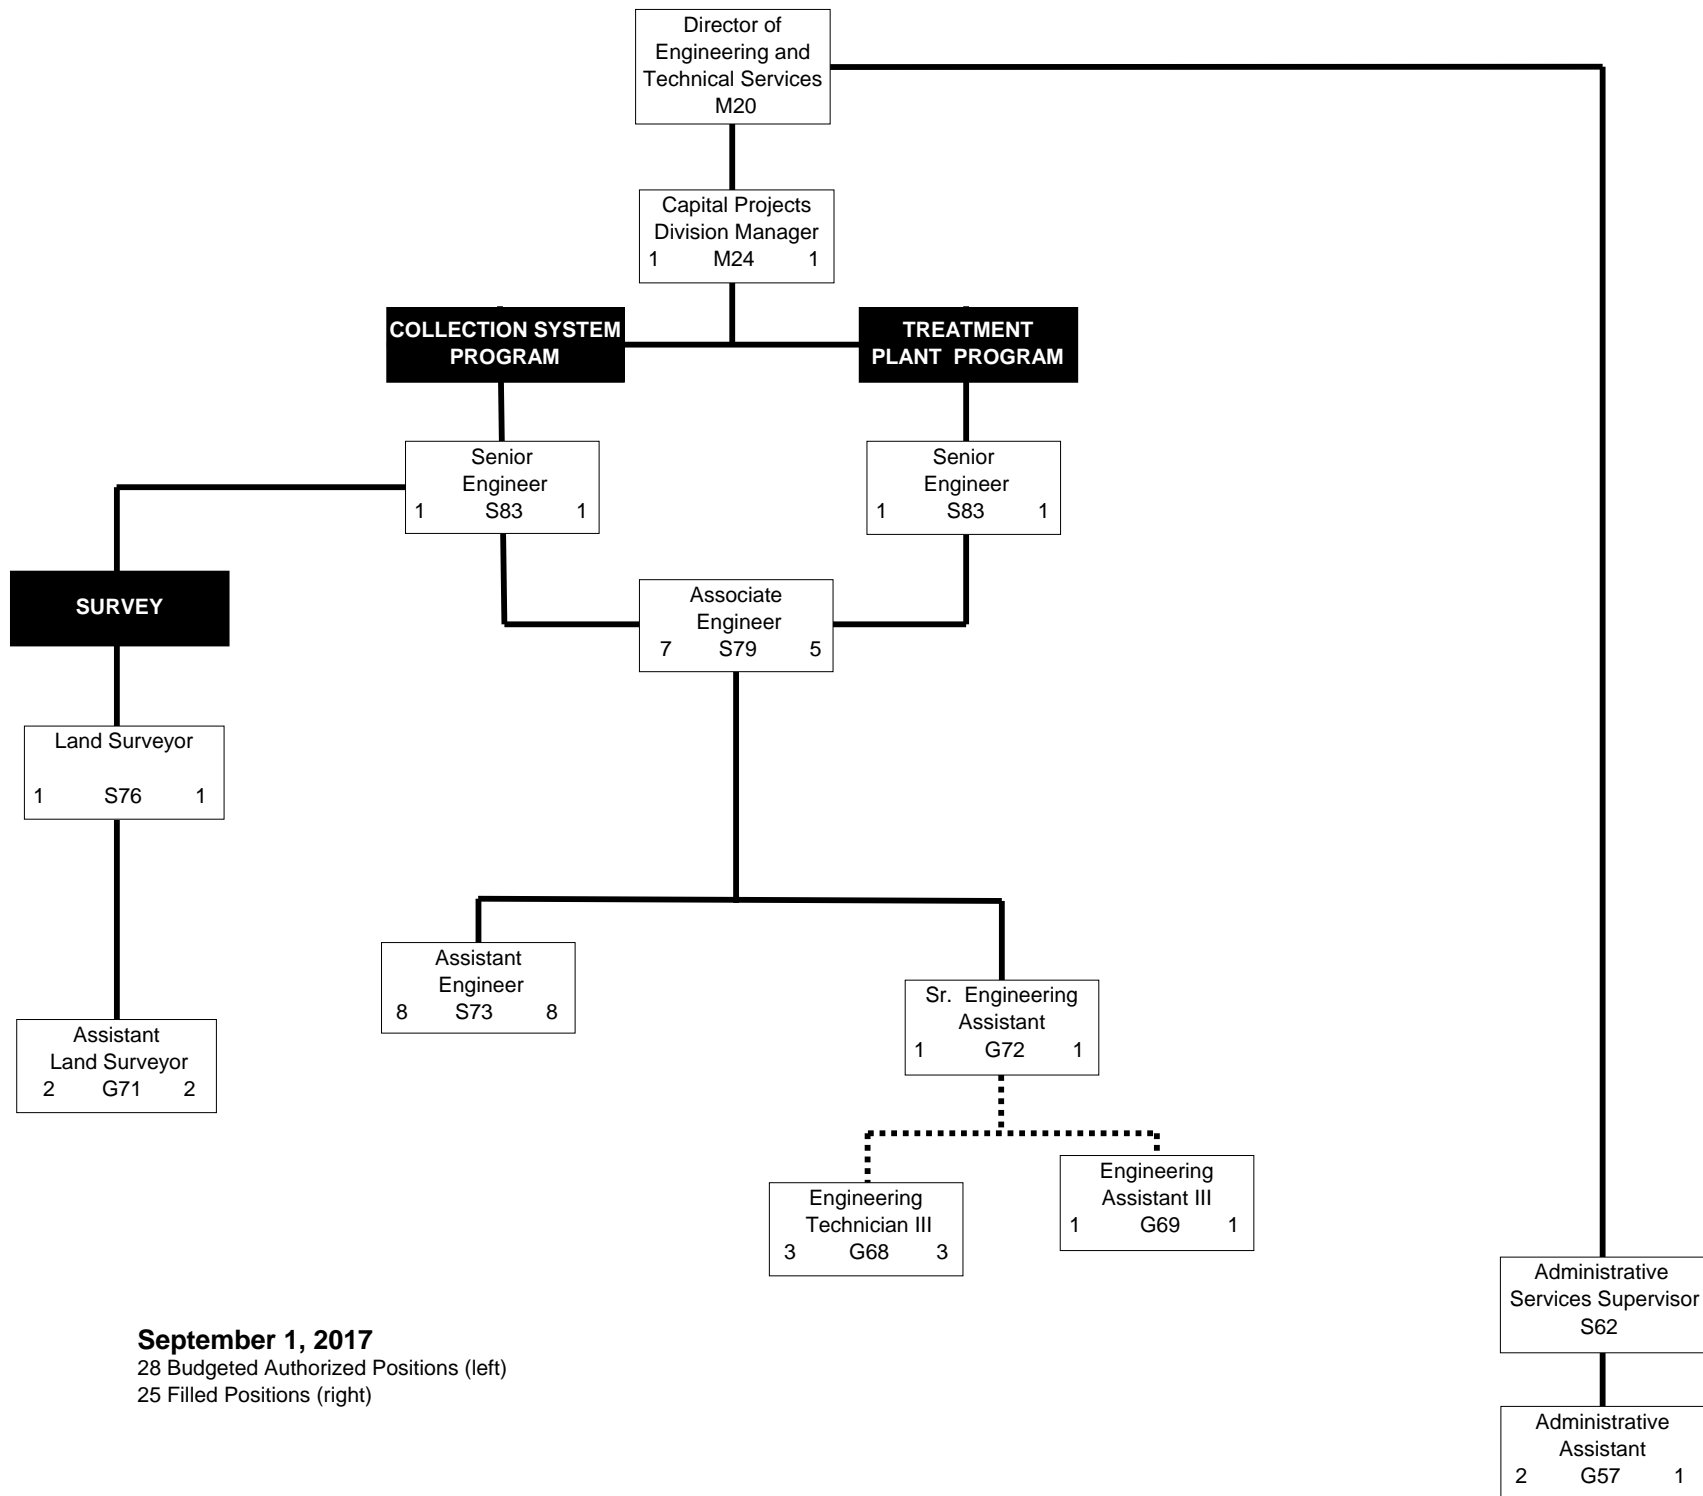 Director of
Engineering and
Technical Services
M20
Capital Projects
Division Manager
1 M24 1
COLLECTION SYSTEM
PROGRAM
TREATMENT
PLANT PROGRAM
Senior
Engineer
1 S83 1
Senior
Engineer
1 S83 1
SURVEY
Associate
Engineer
7 S79 5
Land Surveyor
1 S76 1
Assistant
Engineer
8 S73 8
Sr. Engineering
Assistant
1 G72 1
Assistant
Land Surveyor
2 G71 2
Engineering
Technician III
3 G68 3
Engineering
Assistant III
1 G69 1
Administrative
Services Supervisor
S62
Administrative
Assistant
2 G57 1
September 1, 2017
28 Budgeted Authorized Positions (left)
25 Filled Positions (right)